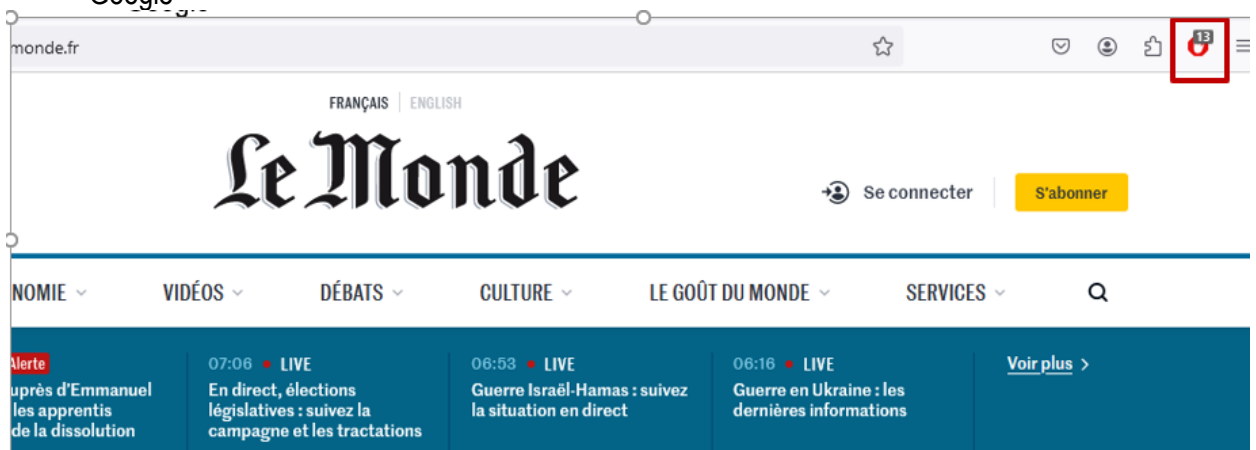 Google
monde.fr
13
FRANÇAIS | ENGLISH
Le Monde
Se connecter
S'abonner
NOMIE
VIDÉOS
DÉBATS
CULTURE
LE GOÛT DU MONDE
SERVICES
Alerte
uprès d'Emmanuel
les apprentis
de la dissolution
07:06 • LIVE
En direct, élections
législatives : suivez la
campagne et les tractations
06:53 • LIVE
Guerre Israël-Hamas : suivez
la situation en direct
06:16 • LIVE
Guerre en Ukraine : les
dernières informations
Voir plus >